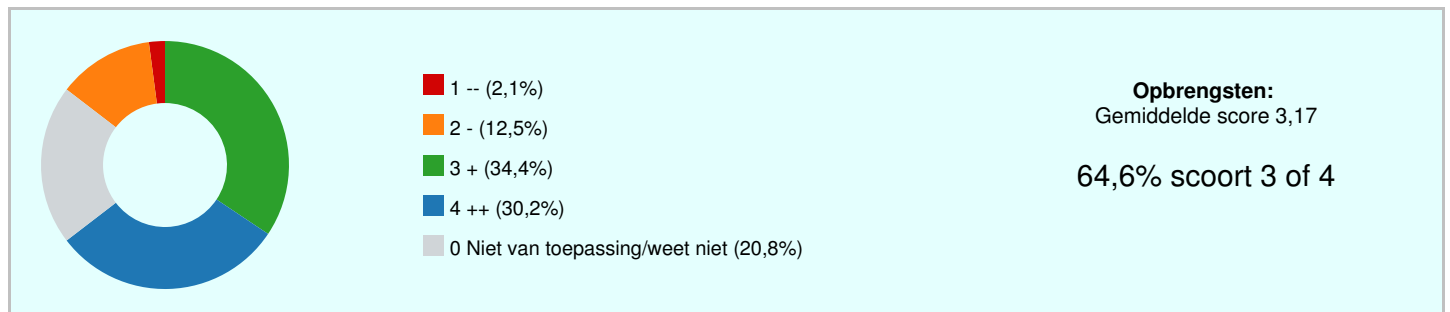 1 -- (2,1%)
2 - (12,5%)
3 + (34,4%)
4 ++ (30,2%)
0 Niet van toepassing/weet niet (20,8%)
Opbrengsten:
Gemiddelde score 3,17
64,6% scoort 3 of 4